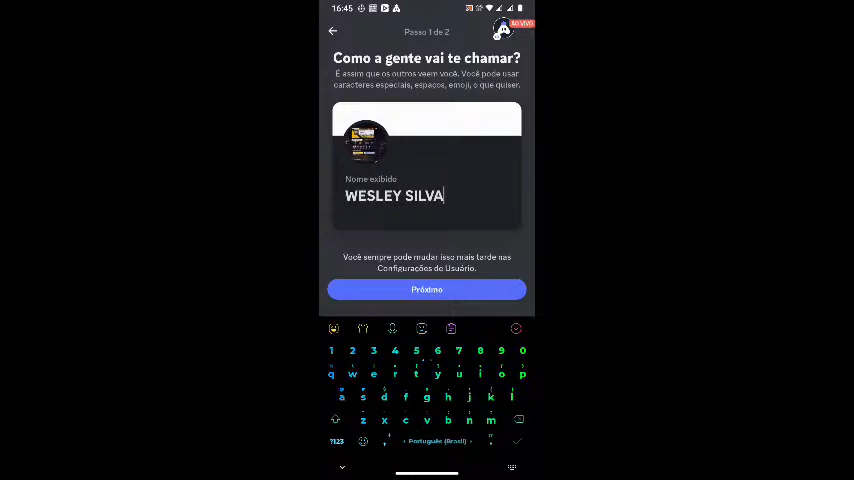 16:45
AO VIVO
Passo 1 de 2
Como a gente vai te chamar?
É assim que os outros veem você. Você pode usar
caracteres especiais, espaços, emoji, o que quiser.
Nome exibido
WESLEY SILVA
Você sempre pode mudar isso mais tarde nas
Configurações de Usuário.
Próximo
1 2 3 4 5 6 7 8 9 0
q w e r t y u i o p
a s d f g h j k l
z x c v b n m
?123 , Português (Brasil) .